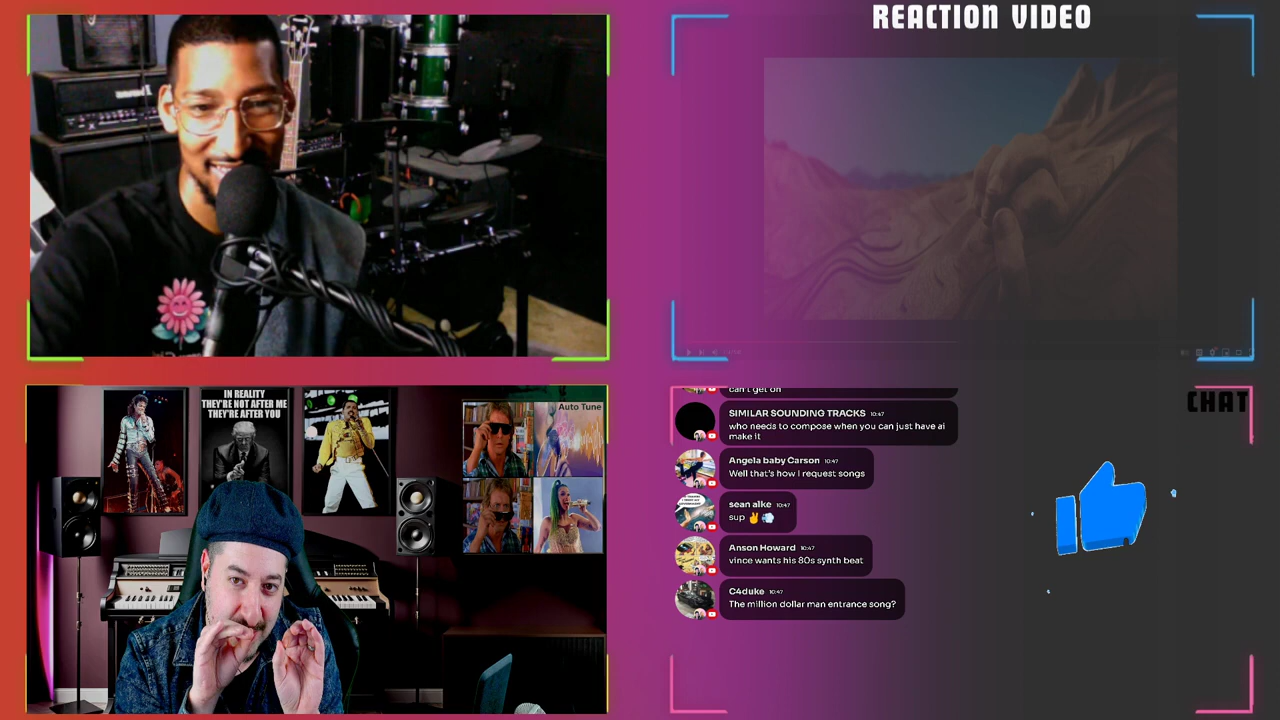 REACTION VIDEO
IN REALITY
THEY'RE NOT AFTER ME
THEY'RE AFTER YOU
Auto Tune
CHAT
can't get on
SIMILAR SOUNDING TRACKS 10:47
who needs to compose when you can just have ai
make it
Angela baby Carson 10:47
Well that's how I request songs
sean alke 10:47
sup ✌️💨
Anson Howard 10:47
vince wants his 80s synth beat
C4duke 10:47
The million dollar man entrance song?